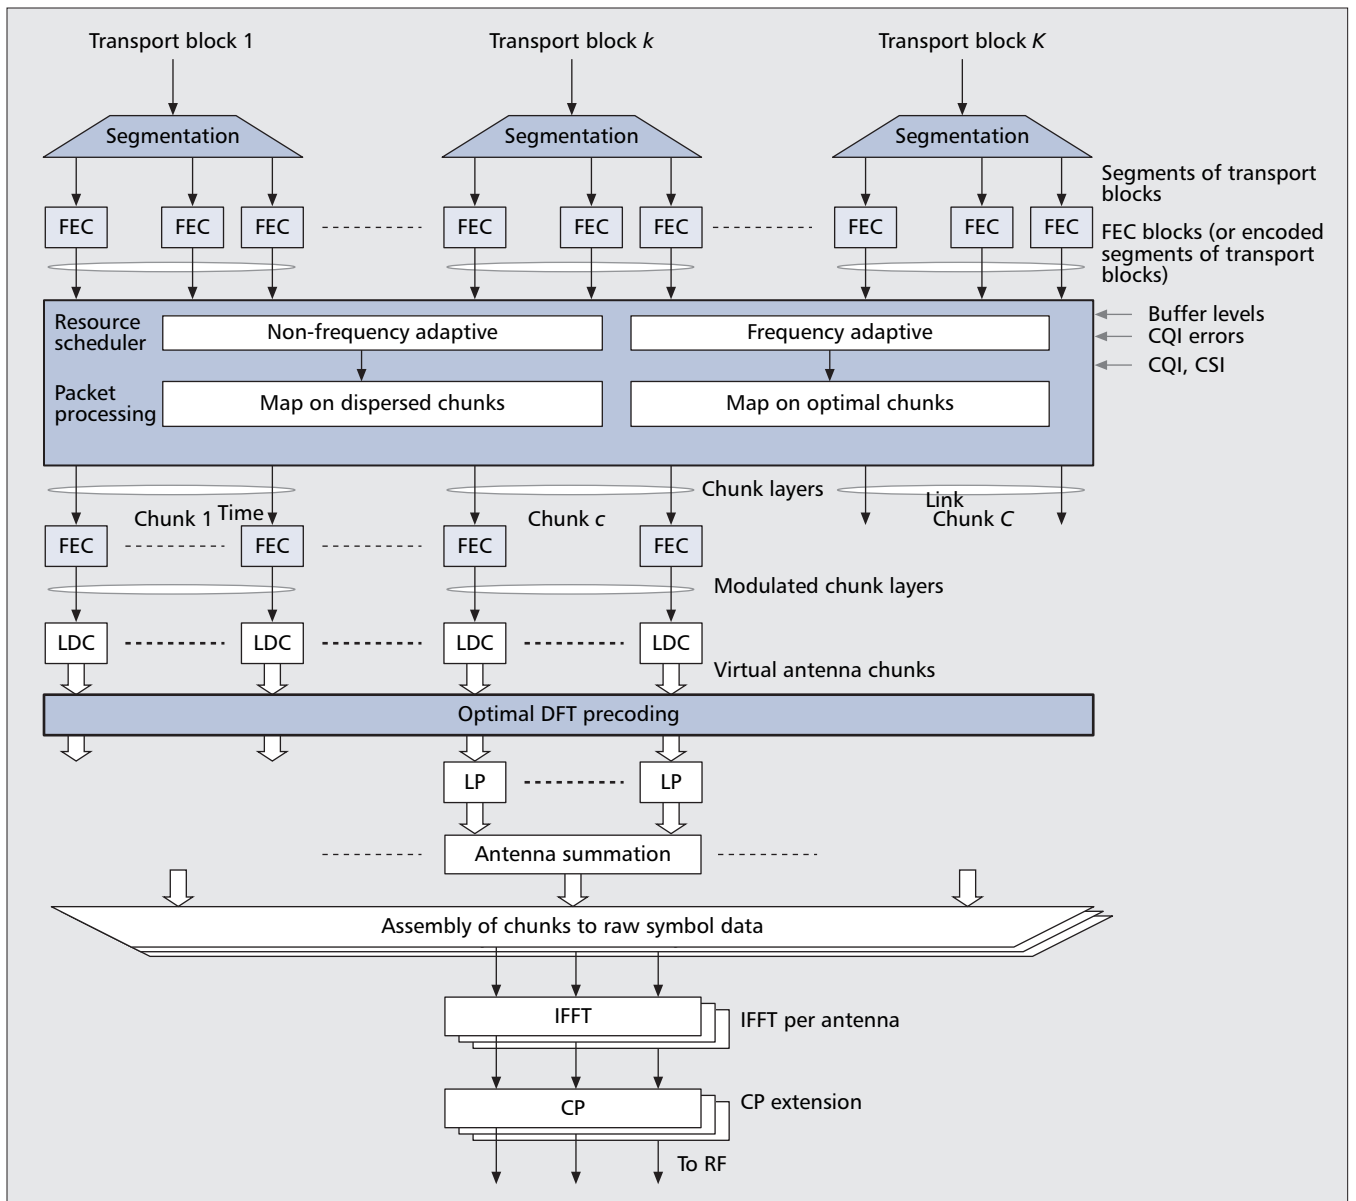 Transport block 1
Transport block k
Transport block K
Segmentation
Segmentation
Segmentation
Segments of transport
blocks
FEC
FEC
FEC
FEC
FEC
FEC
FEC
FEC
FEC
FEC blocks (or encoded
segments of transport
blocks)
Resource
scheduler
Non-frequency adaptive
Frequency adaptive
Buffer levels
CQI errors
CQI, CSI
Packet
processing
Map on dispersed chunks
Map on optimal chunks
Chunk layers
Link
Chunk 1
Time
Chunk c
Chunk C
FEC
FEC
FEC
FEC
Modulated chunk layers
LDC
LDC
LDC
LDC
Virtual antenna chunks
Optimal DFT precoding
LP
LP
Antenna summation
Assembly of chunks to raw symbol data
IFFT
IFFT per antenna
CP
CP extension
To RF